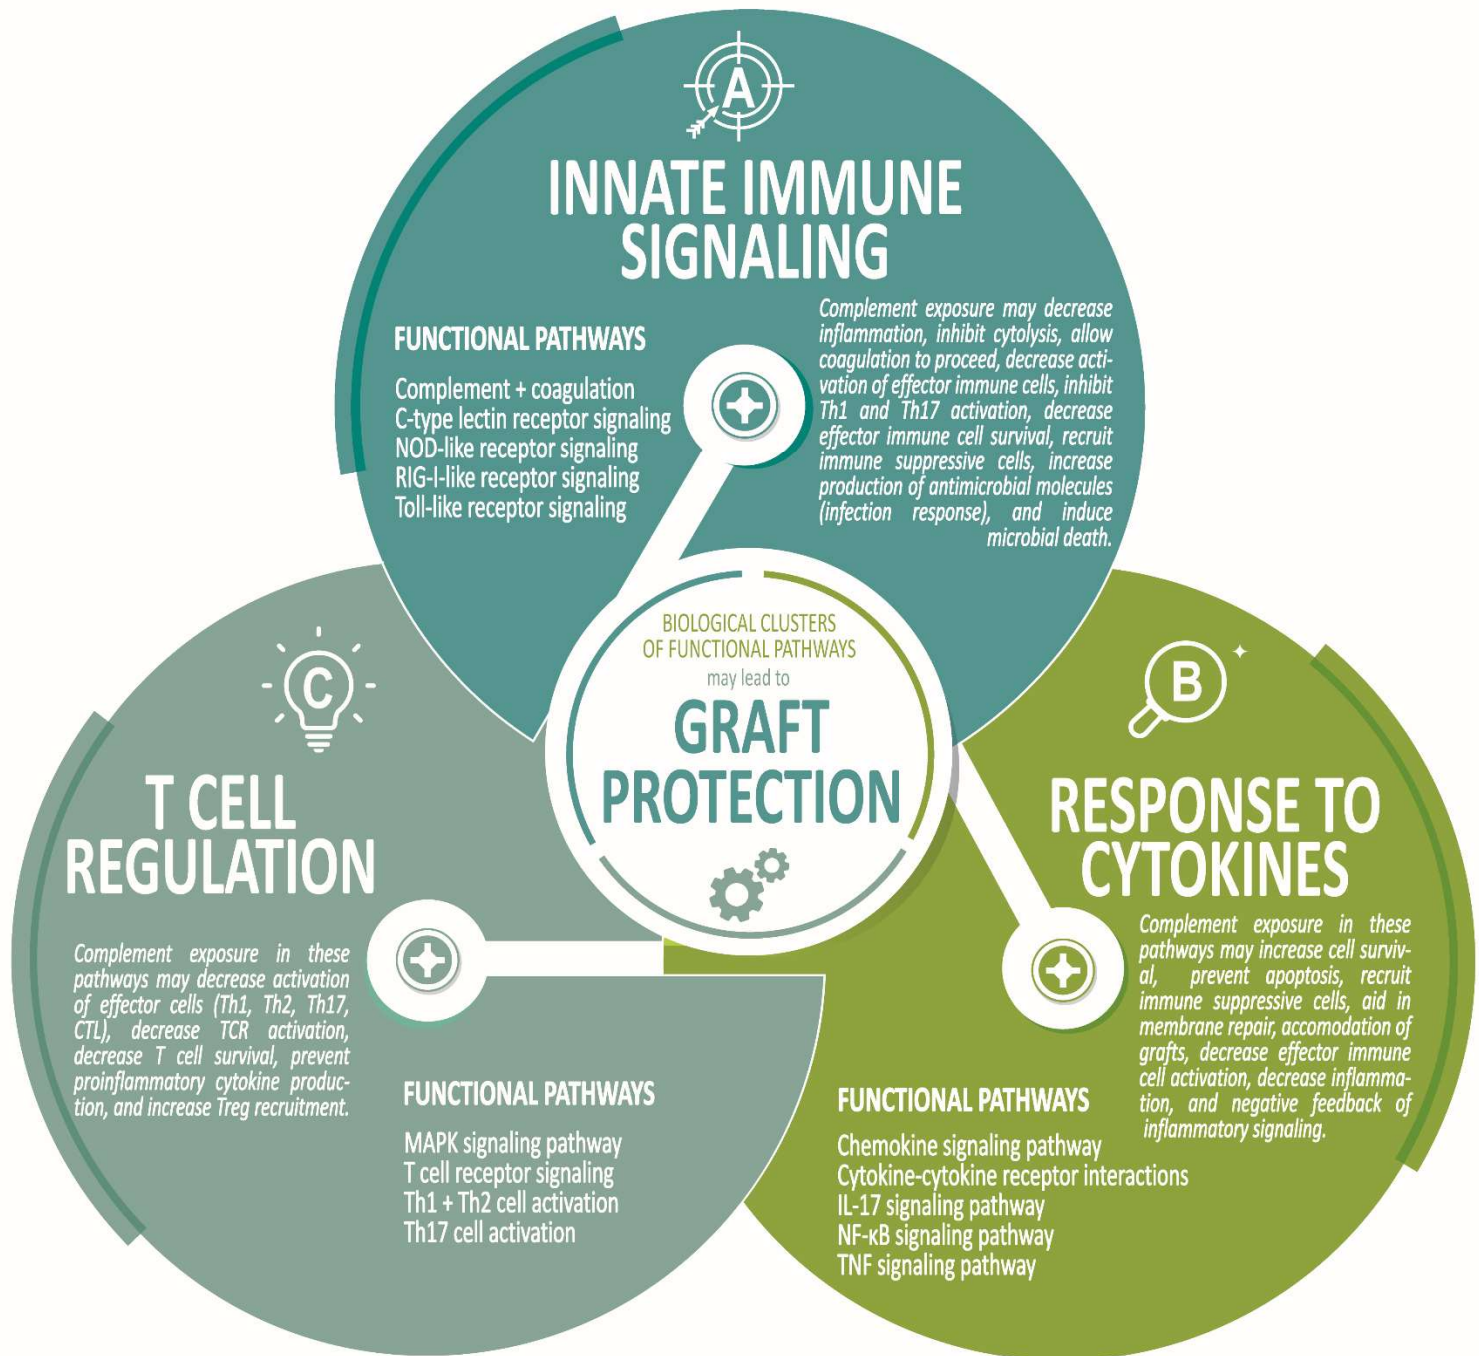 A
INNATE IMMUNE
SIGNALING
FUNCTIONAL PATHWAYS
Complement + coagulation
C-type lectin receptor signaling
NOD-like receptor signaling
RIG-I-like receptor signaling
Toll-like receptor signaling
Complement exposure may decrease
inflammation, inhibit cytolysis, allow
coagulation to proceed, decrease acti-
vation of effector immune cells, inhibit
Th1 and Th17 activation, decrease
effector immune cell survival, recruit
immune suppressive cells, increase
production of antimicrobial molecules
(infection response), and induce
microbial death.
BIOLOGICAL CLUSTERS
OF FUNCTIONAL PATHWAYS
may lead to
GRAFT
PROTECTION
B
RESPONSE TO
CYTOKINES
Complement exposure in these
pathways may increase cell surviv-
al, prevent apoptosis, recruit
immune suppressive cells, aid in
membrane repair, accomodation of
grafts, decrease effector immune
cell activation, decrease inflamma-
tion, and negative feedback of
inflammatory signaling.
FUNCTIONAL PATHWAYS
Chemokine signaling pathway
Cytokine-cytokine receptor interactions
IL-17 signaling pathway
NF-κB signaling pathway
TNF signaling pathway
C
T CELL
REGULATION
Complement exposure in these
pathways may decrease activation
of effector cells (Th1, Th2, Th17,
CTL), decrease TCR activation,
decrease T cell survival, prevent
proinflammatory cytokine produc-
tion, and increase Treg recruitment.
FUNCTIONAL PATHWAYS
MAPK signaling pathway
T cell receptor signaling
Th1 + Th2 cell activation
Th17 cell activation